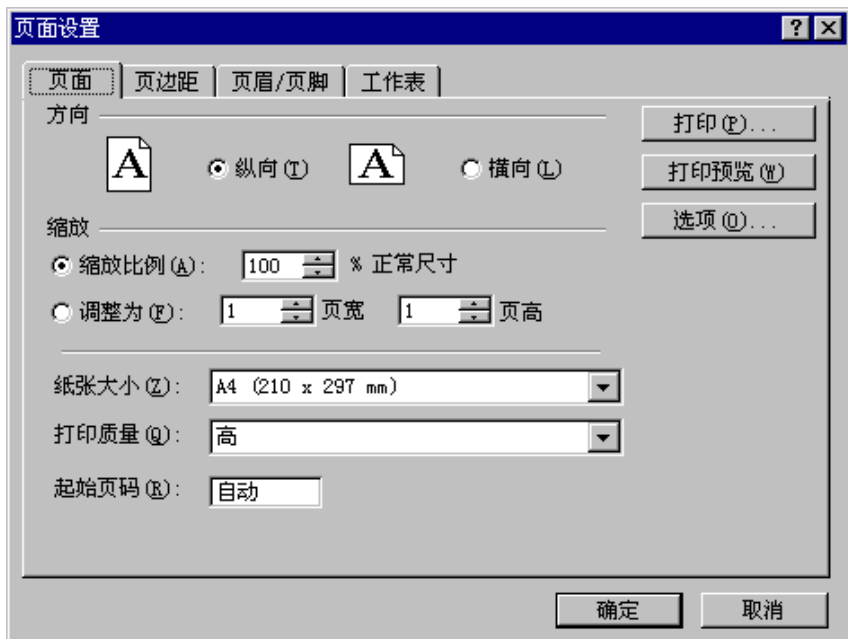 页面设置
页面 页边距 页眉/页脚 工作表
方向
打印(P)...
A 纵向(T) A 横向(L)
打印预览(W)
缩放
选项(O)...
缩放比例(A): 100 % 正常尺寸
调整为(F): 1 页宽 1 页高
纸张大小(Z): A4 (210 x 297 mm)
打印质量(Q): 高
起始页码(R): 自动
确定 取消